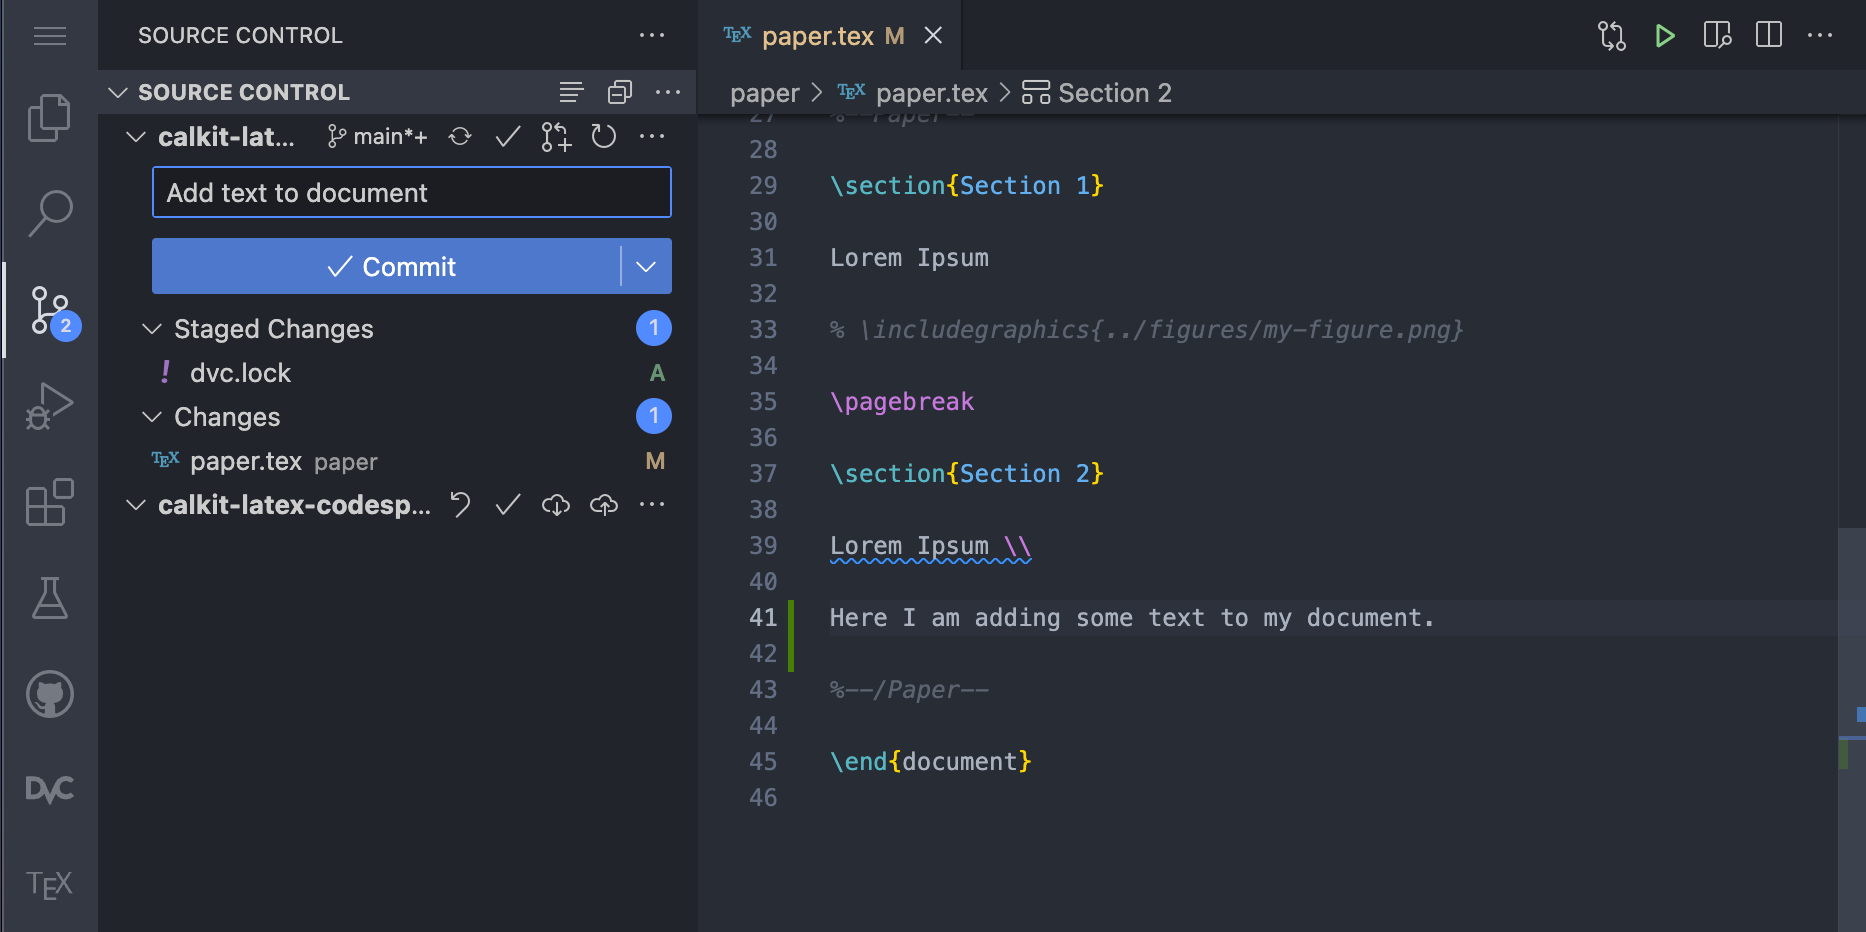 SOURCE CONTROL
SOURCE CONTROL
calkit-lat... main*+
Add text to document
Commit
Staged Changes 1
! dvc.lock A
Changes 1
TEX paper.tex paper M
calkit-latex-codesp...
2
DVC
TEX
TEX paper.tex M
paper > TEX paper.tex > Section 2
27 %--Paper--
28
29 \section{Section 1}
30
31 Lorem Ipsum
32
33 % \includegraphics{../figures/my-figure.png}
34
35 \pagebreak
36
37 \section{Section 2}
38
39 Lorem Ipsum \\
40
41 Here I am adding some text to my document.
42
43 %--/Paper--
44
45 \end{document}
46